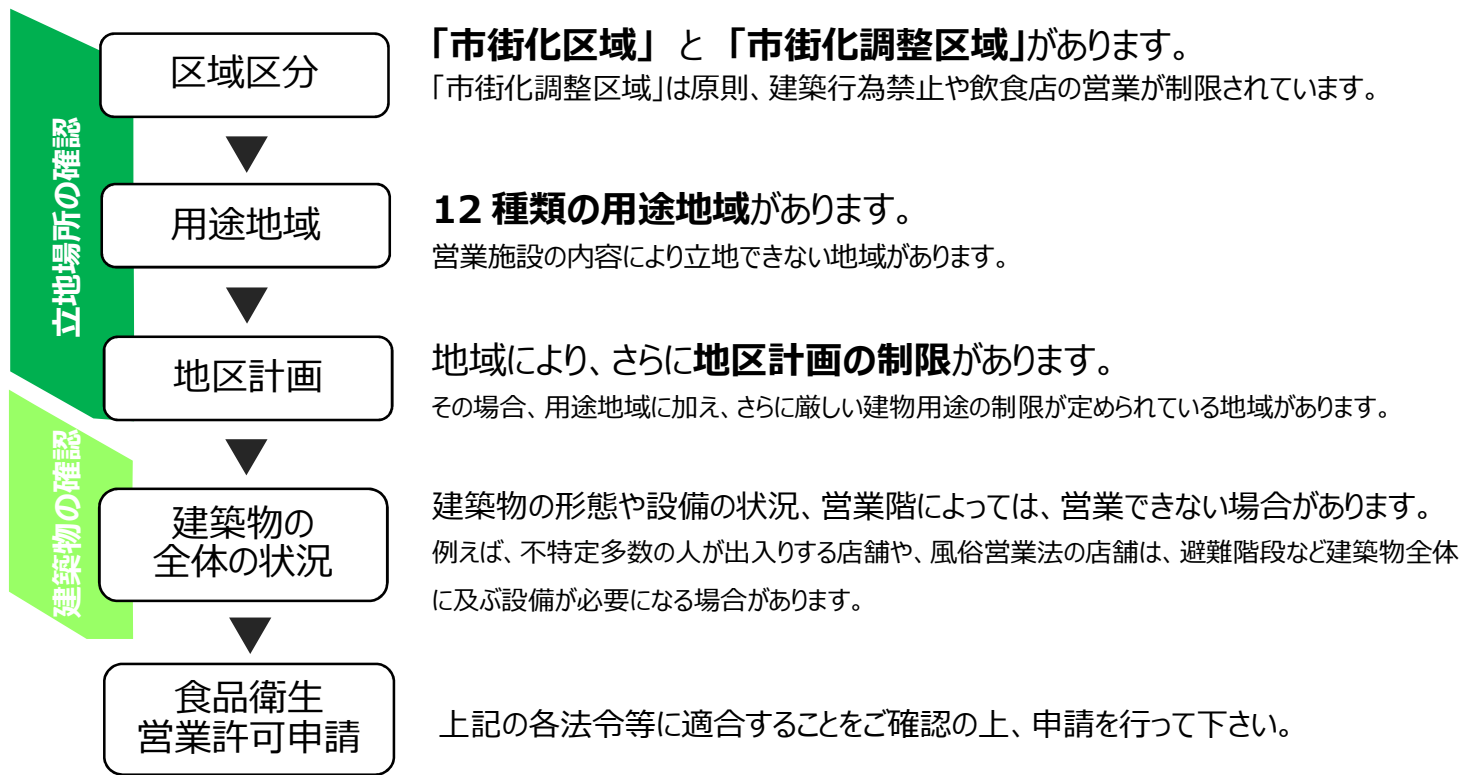 立地場所の確認
区域区分
「市街化区域」 と 「市街化調整区域」があります。
「市街化調整区域」は原則、建築行為禁止や飲食店の営業が制限されています。
用途地域
12 種類の用途地域があります。
営業施設の内容により立地できない地域があります。
地区計画
地域により、さらに地区計画の制限があります。
その場合、用途地域に加え、さらに厳しい建物用途の制限が定められている地域があります。
建築物の確認
建築物の
全体の状況
建築物の形態や設備の状況、営業階によっては、営業できない場合があります。
例えば、不特定多数の人が出入りする店舗や、風俗営業法の店舗は、避難階段など建築物全体
に及ぶ設備が必要になる場合があります。
食品衛生
営業許可申請
上記の各法令等に適合することをご確認の上、申請を行って下さい。